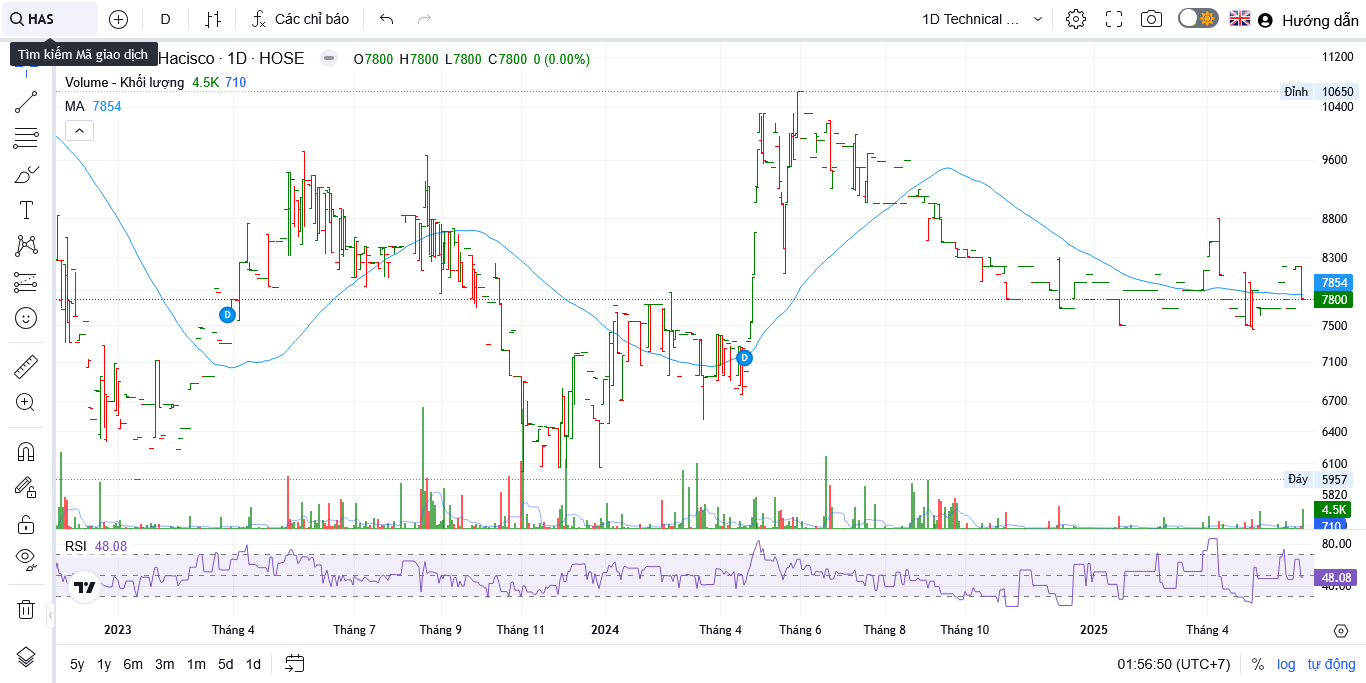 HAS
D
Các chỉ báo
1D Technical ...
Hướng dẫn
Tìm kiếm Mã giao dịch
Hacisco · 1D · HOSE
O7800 H7800 L7800 C7800 0 (0.00%)
Volume - Khối lượng 4.5K 710
MA 7854
11200
Đỉnh 10650
10400
9600
8800
8300
7854
7800
7500
7100
6700
6400
6100
Đáy 5957
5820
4.5K
710
D
D
RSI 48.08
80.00
48.08
40.00
2023 Tháng 4 Tháng 7 Tháng 9 Tháng 11 2024 Tháng 4 Tháng 6 Tháng 8 Tháng 10 2025 Tháng 4
5y 1y 6m 3m 1m 5d 1d
01:56:50 (UTC+7) % log tự động